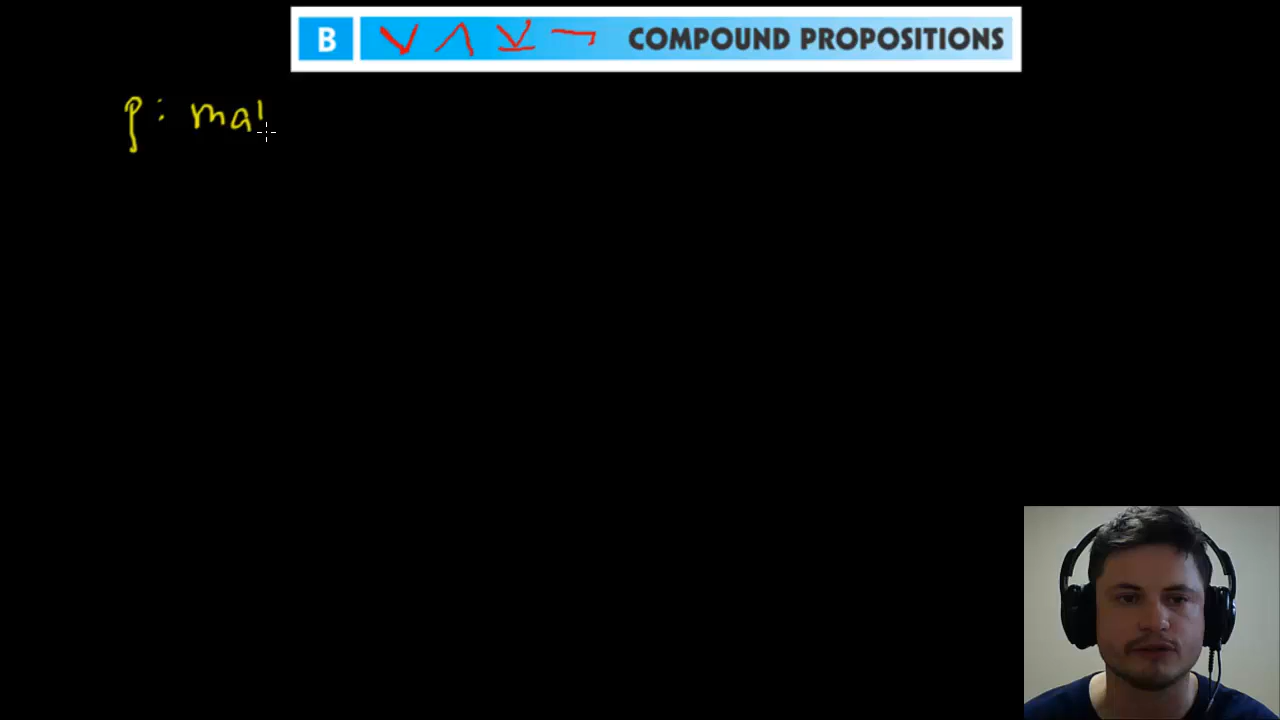 B ∨ ∧ ⊻ ¬ COMPOUND PROPOSITIONS
p: ma